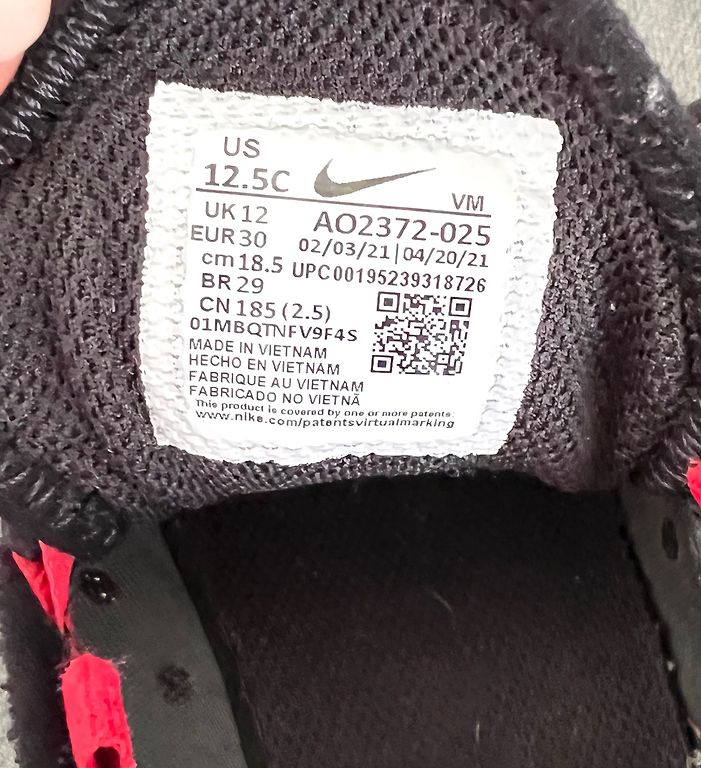 US
12.5C
VM
UK 12
AO2372-025
EUR 30
02/03/21 | 04/20/21
cm 18.5
UPC00195239318726
BR 29
CN 185 (2.5)
01MBQTNFV9F4S
MADE IN VIETNAM
HECHO EN VIETNAM
FABRIQUE AU VIETNAM
FABRICADO NO VIETNÃ
This product is covered by one or more patents:
www.nike.com/patentsvirtualmarking